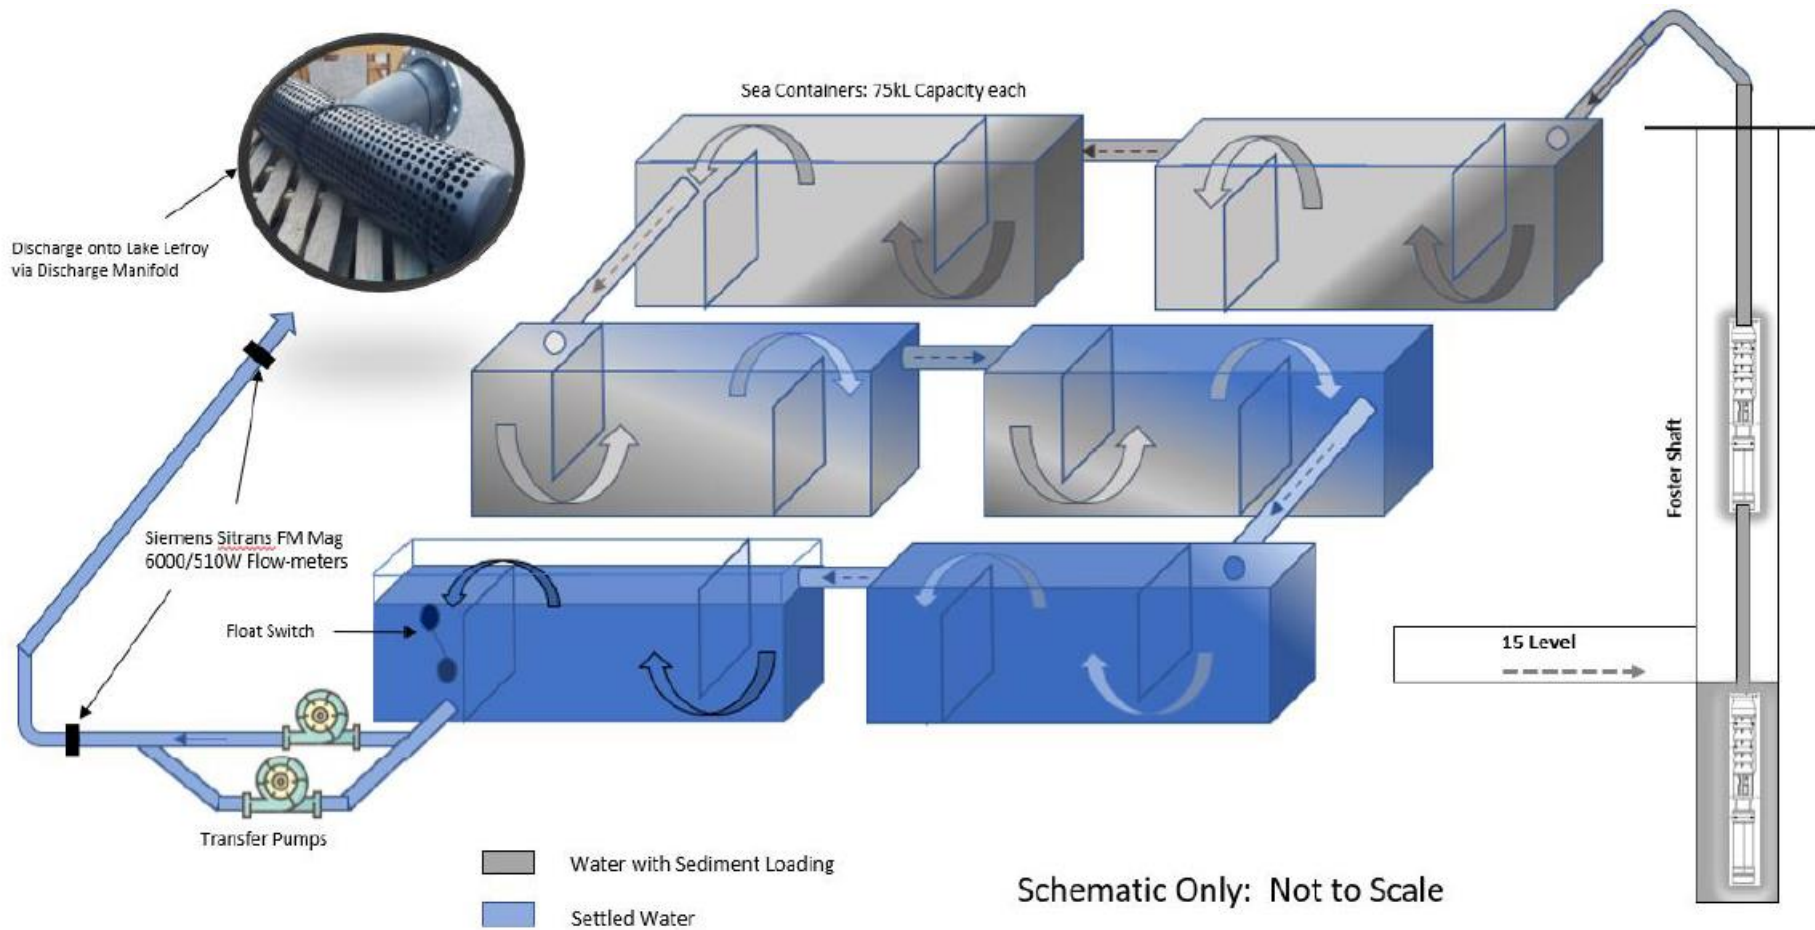 Sea Containers: 75kL Capacity each
Discharge onto Lake Lefroy
via Discharge Manifold
Siemens Sitrans FM Mag
6000/510W Flow-meters
Foster Shaft
Float Switch
15 Level
Transfer Pumps
Water with Sediment Loading
Schematic Only: Not to Scale
Settled Water